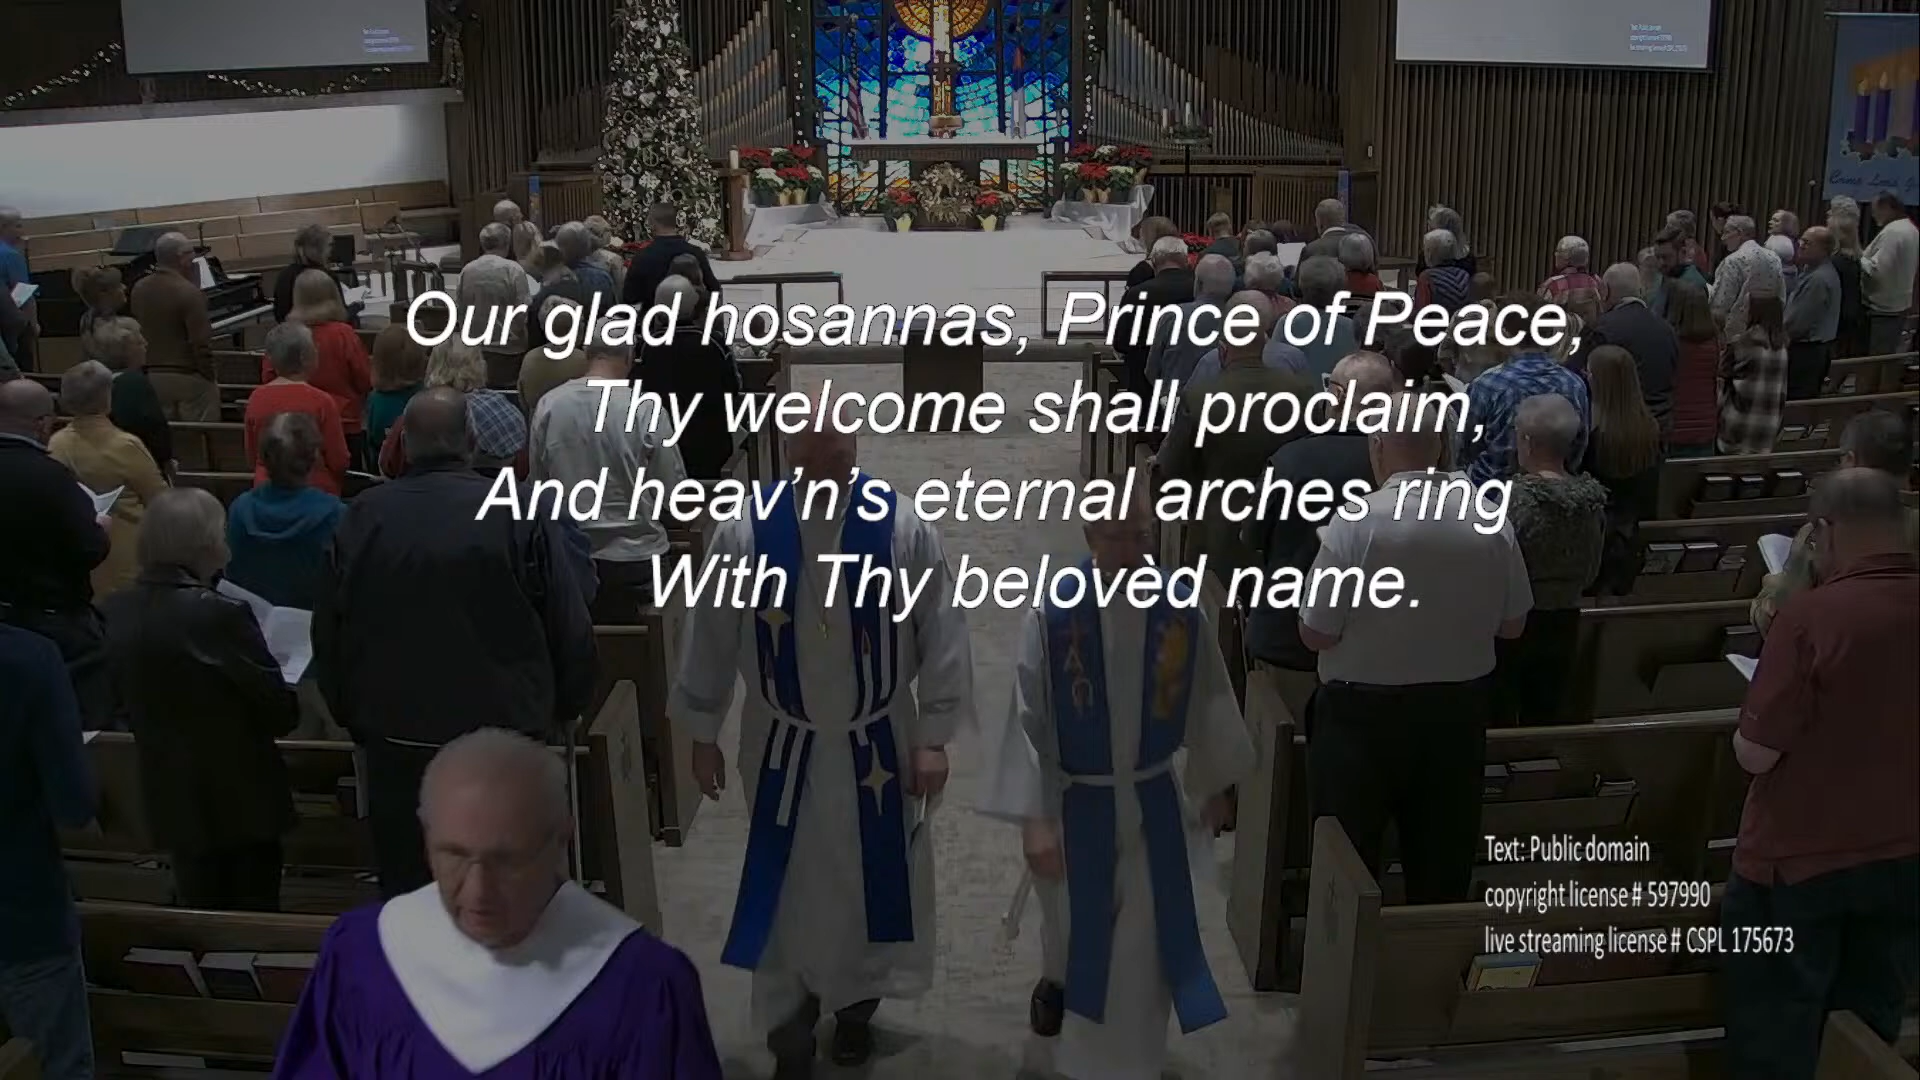 Our glad hosannas, Prince of Peace,
Thy welcome shall proclaim,
And heav’n’s eternal arches ring
With Thy belovèd name.
Text: Public domain
copyright license # 597990
live streaming license # CSPL 175673